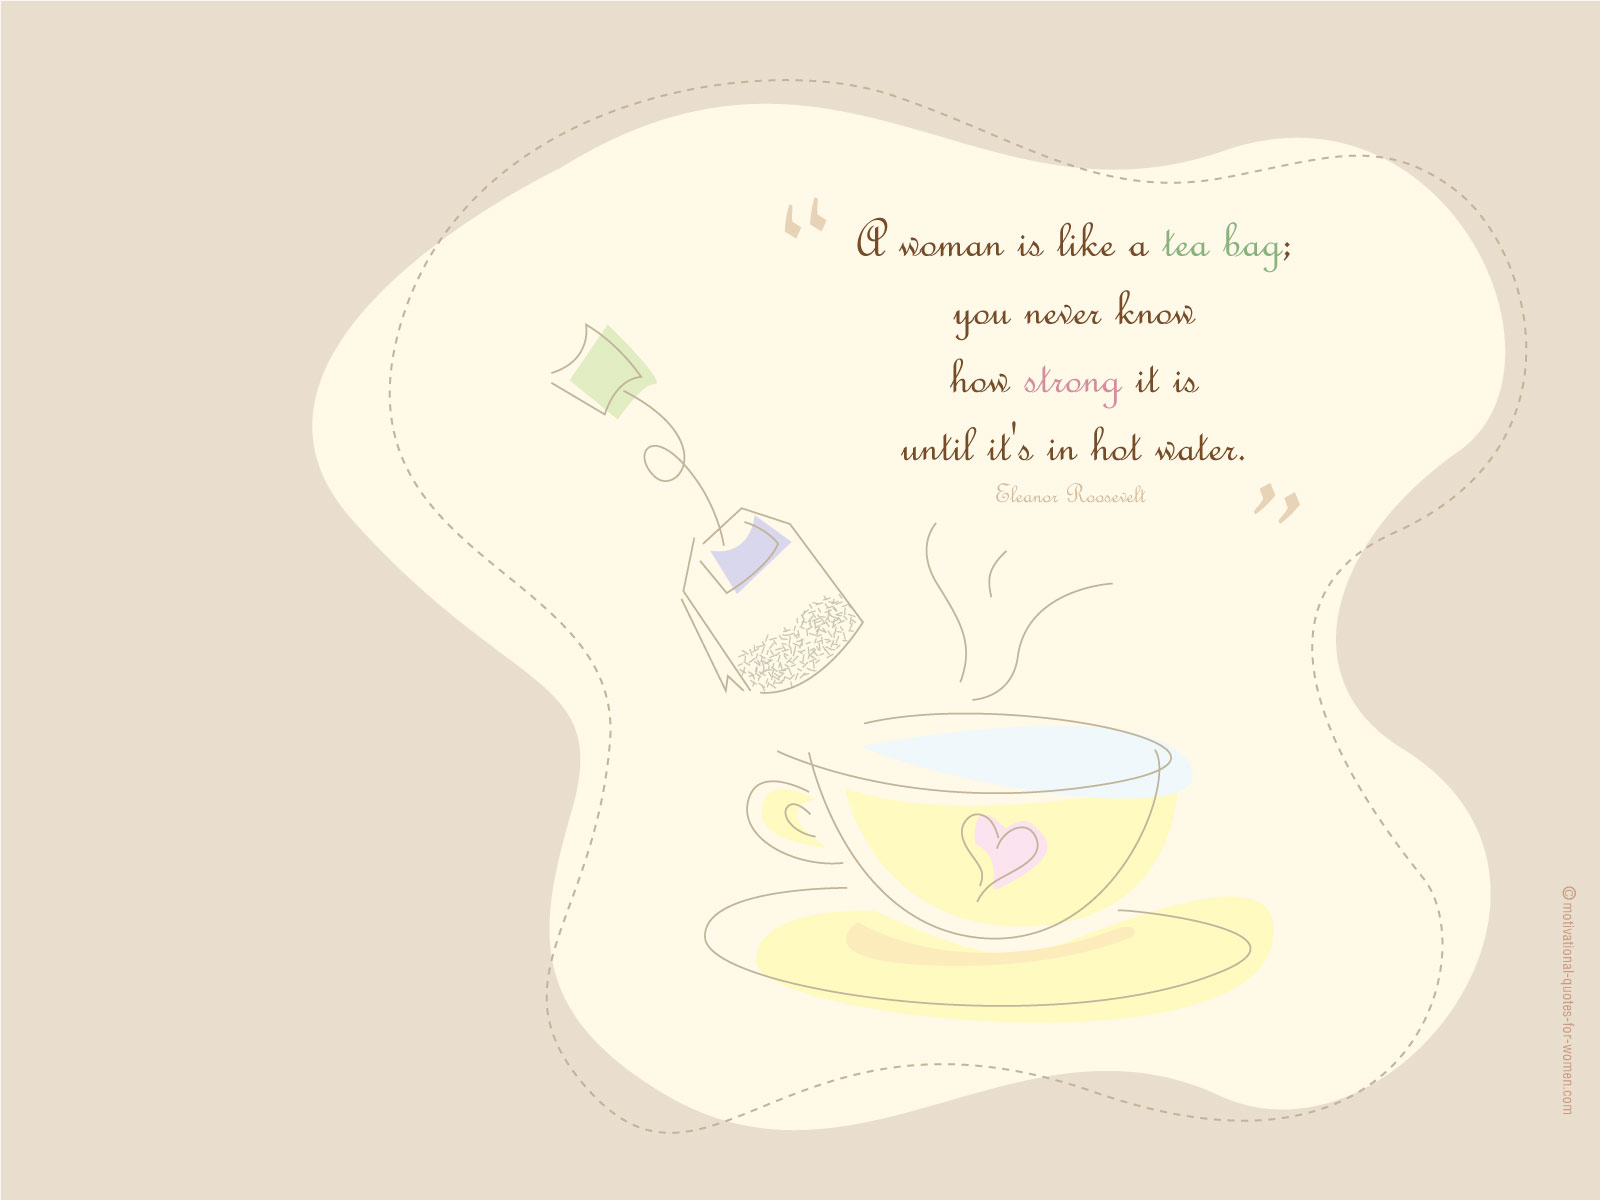 “A woman is like a tea bag;
you never know
how strong it is
until it's in hot water.”
Eleanor Roosevelt
©motivational-quotes-for-women.com